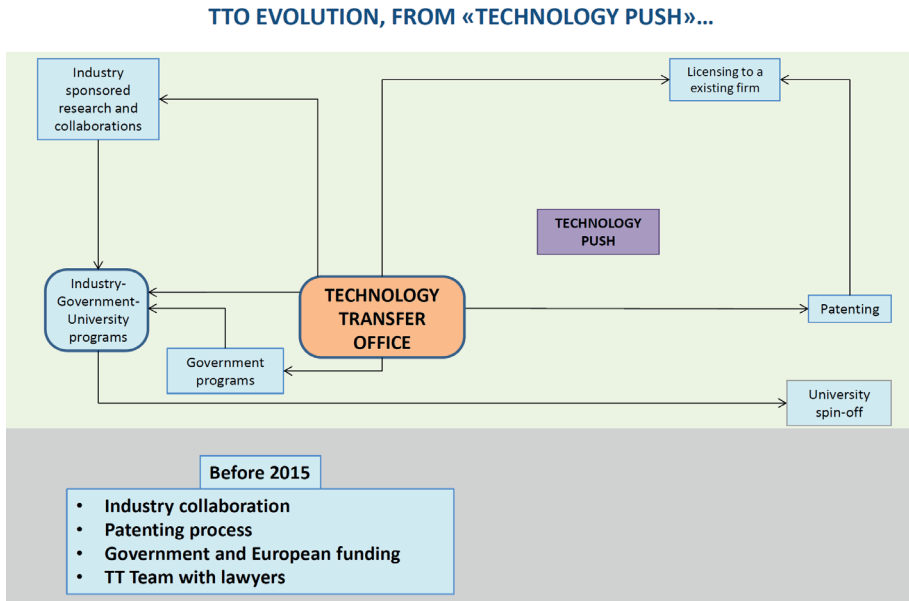 TTO EVOLUTION, FROM «TECHNOLOGY PUSH»...
Industry
sponsored
research and
collaborations
Licensing to a
existing firm
TECHNOLOGY
PUSH
Industry-
Government-
University
programs
TECHNOLOGY
TRANSFER
OFFICE
Patenting
Government
programs
University
spin-off
Before 2015
• Industry collaboration
• Patenting process
• Government and European funding
• TT Team with lawyers